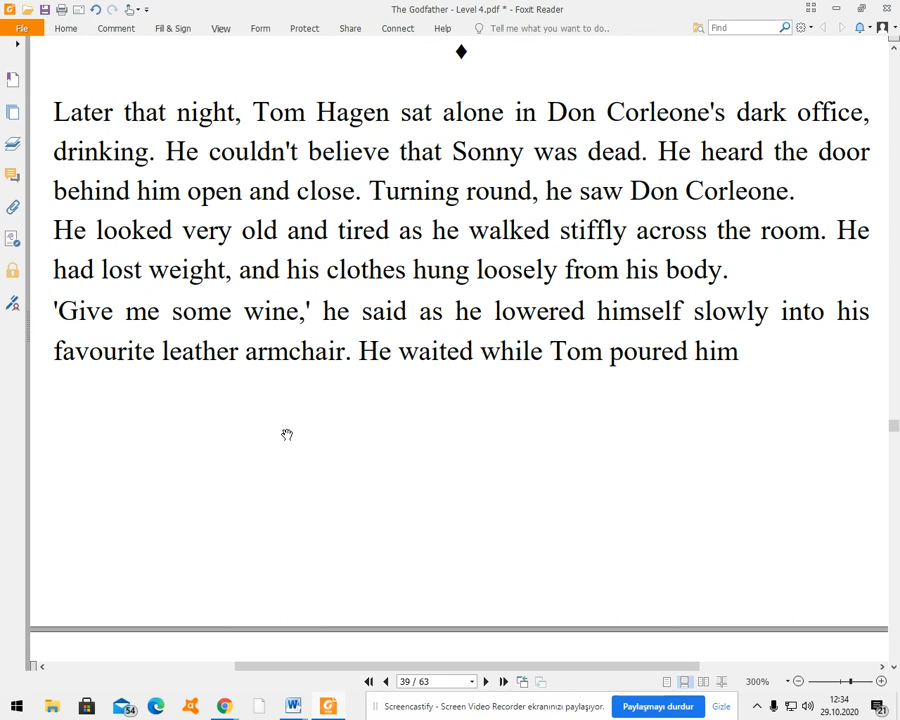 The Godfather - Level 4.pdf * - Foxit Reader
File Home Comment Fill & Sign View Form Protect Share Connect Help Tell me what you want to do.. Find
Later that night, Tom Hagen sat alone in Don Corleone's dark office,
drinking. He couldn't believe that Sonny was dead. He heard the door
behind him open and close. Turning round, he saw Don Corleone.
He looked very old and tired as he walked stiffly across the room. He
had lost weight, and his clothes hung loosely from his body.
'Give me some wine,' he said as he lowered himself slowly into his
favourite leather armchair. He waited while Tom poured him
39 / 63 300%
54 Screencastify - Screen Video Recorder ekranınızı paylaşıyor. Paylaşmayı durdur Gizle 12:34
29.10.2020 21